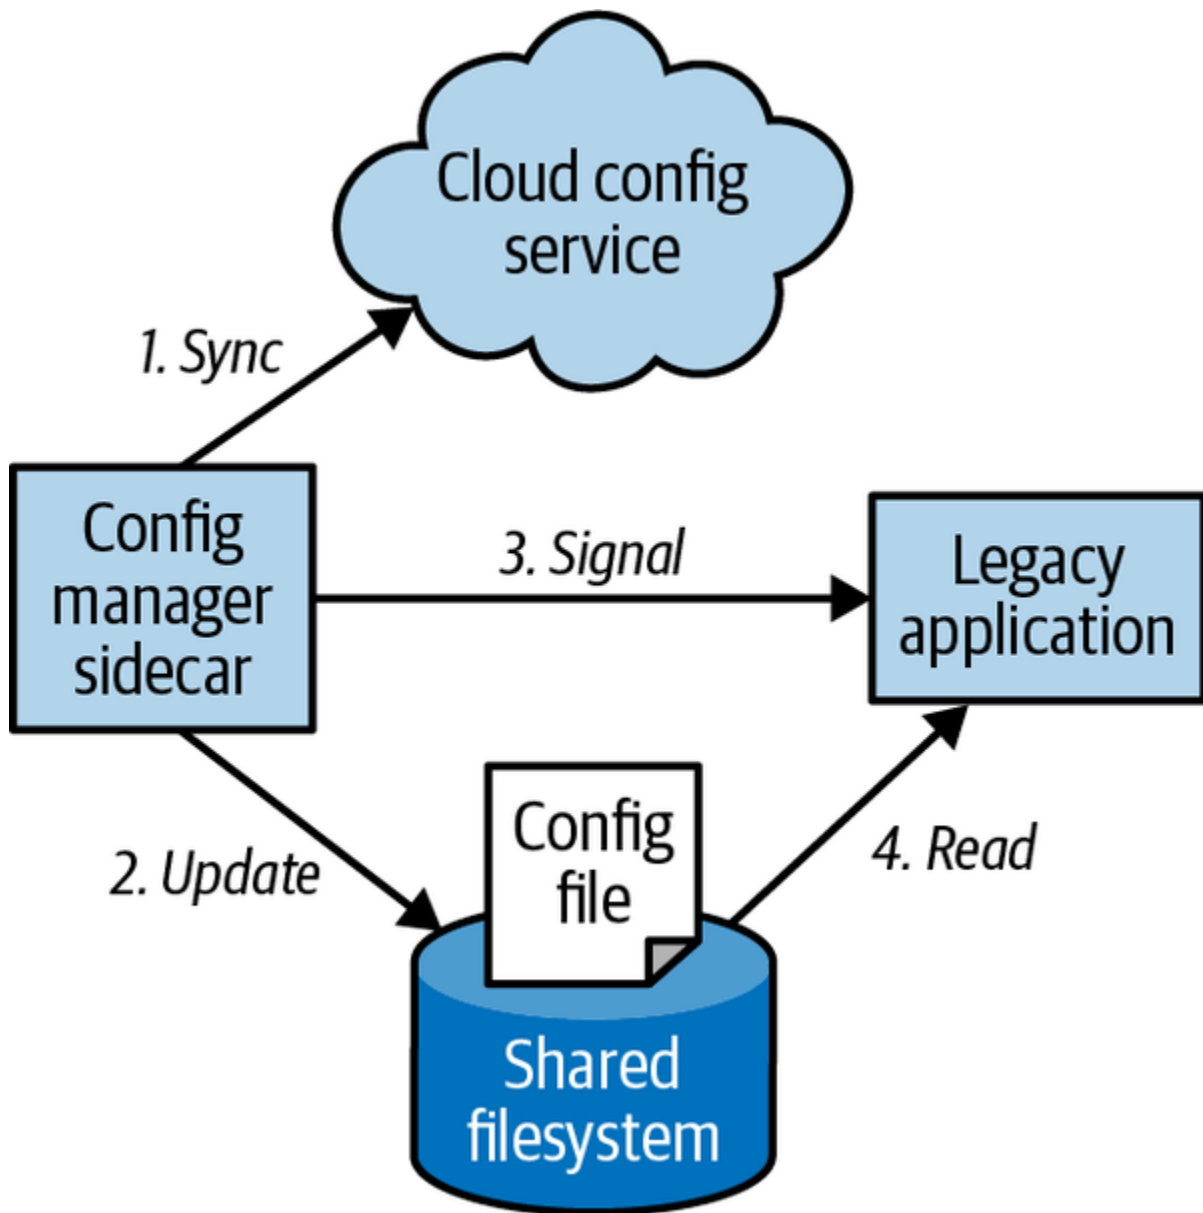 Cloud config
service
1. Sync
Config
manager
sidecar
3. Signal
Legacy
application
2. Update
Config
file
4. Read
Shared
filesystem